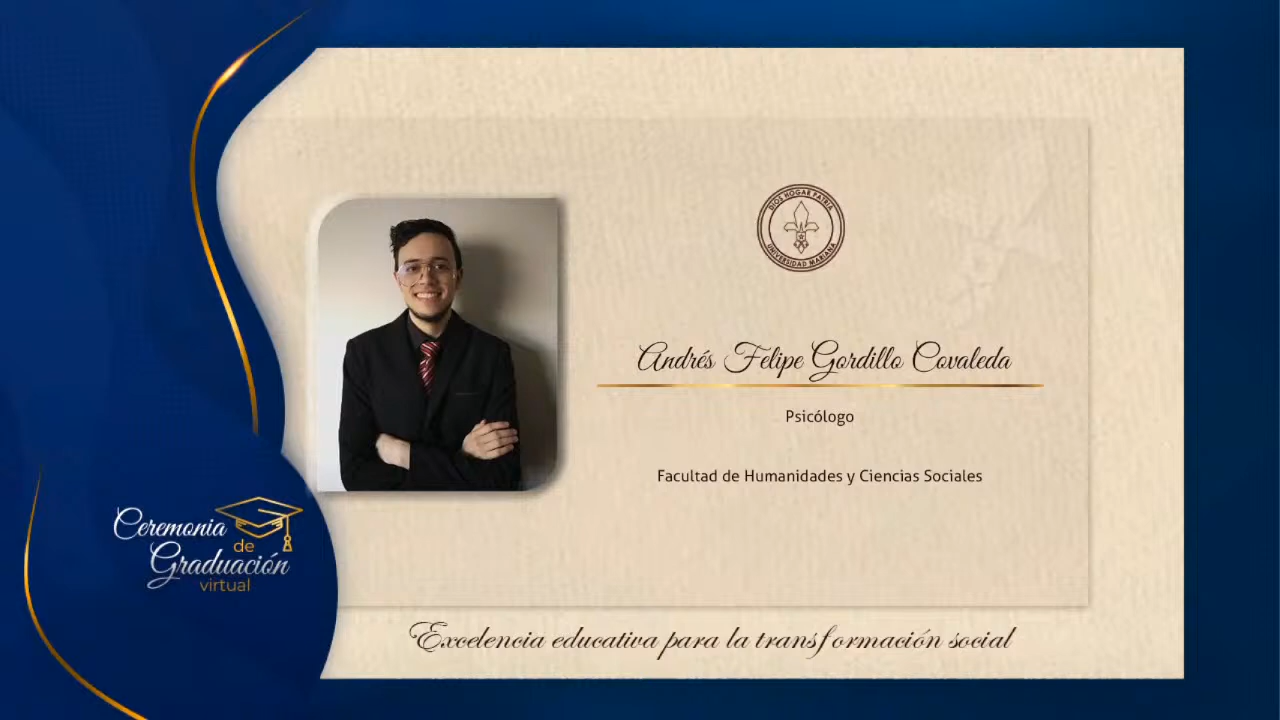 DIOS HOGAR PATRIA
UNIVERSIDAD MARIANA
Andrés Felipe Gordillo Covaleda
Psicólogo
Facultad de Humanidades y Ciencias Sociales
Ceremonia
de
Graduación
virtual
Excelencia educativa para la transformación social